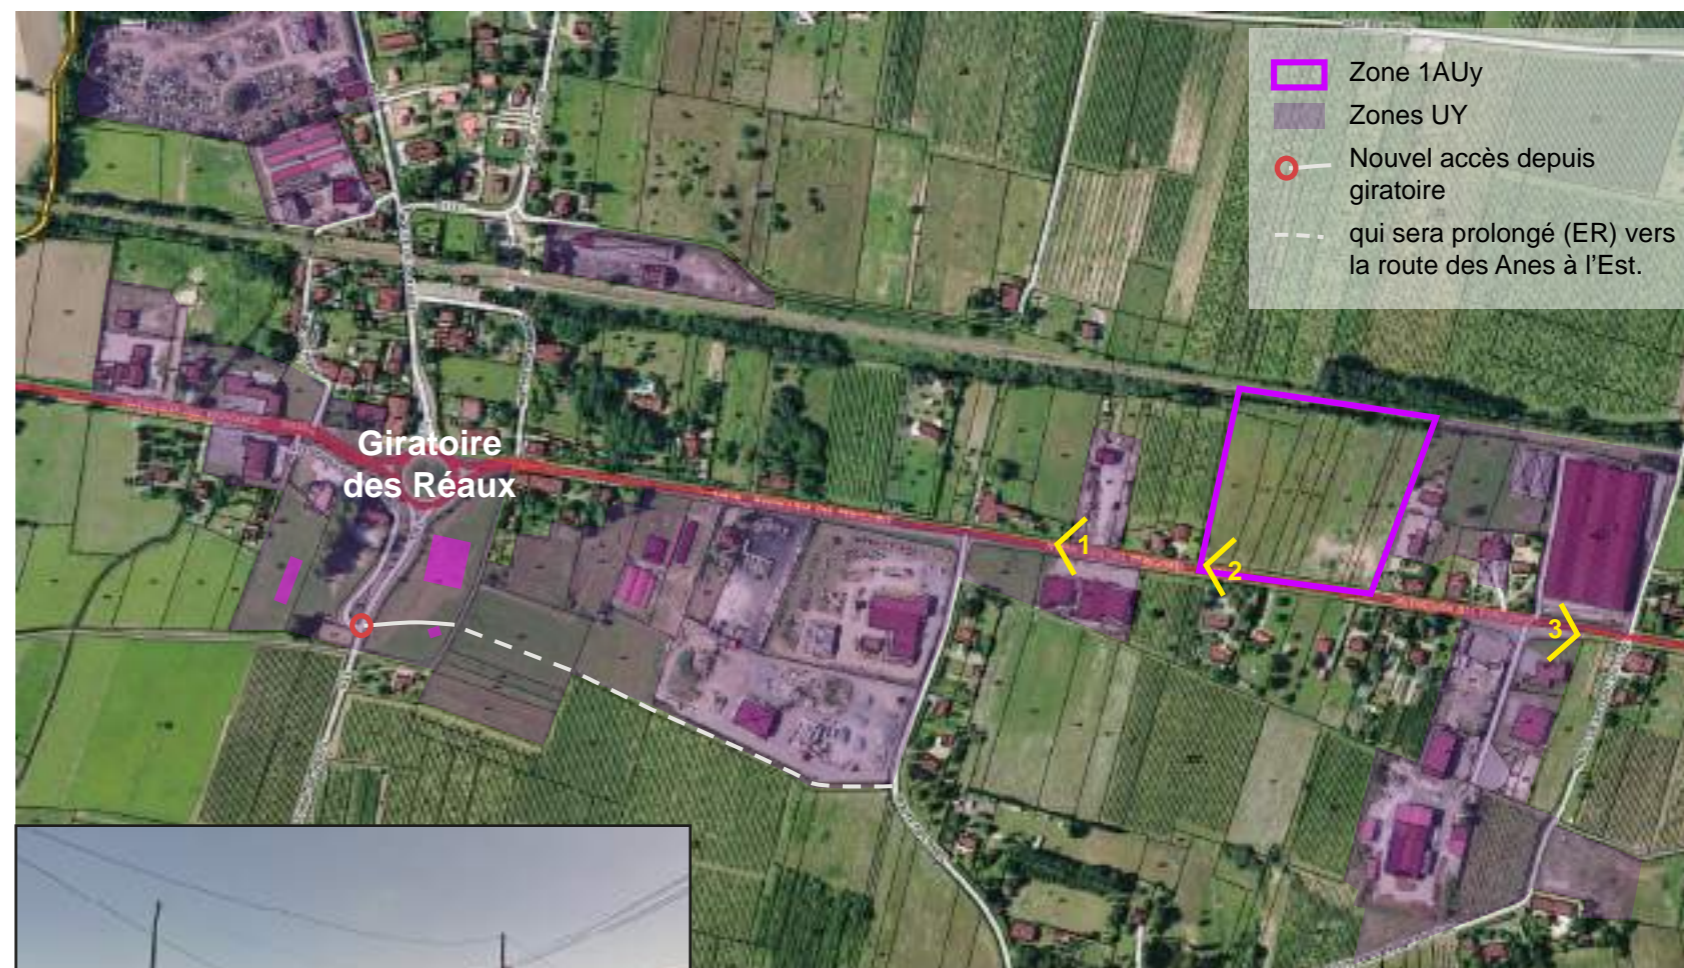 Zone 1AUy
Zones UY
Nouvel accès depuis
giratoire
qui sera prolongé (ER) vers
la route des Anes à l'Est.
Giratoire
des Réaux
1
2
3